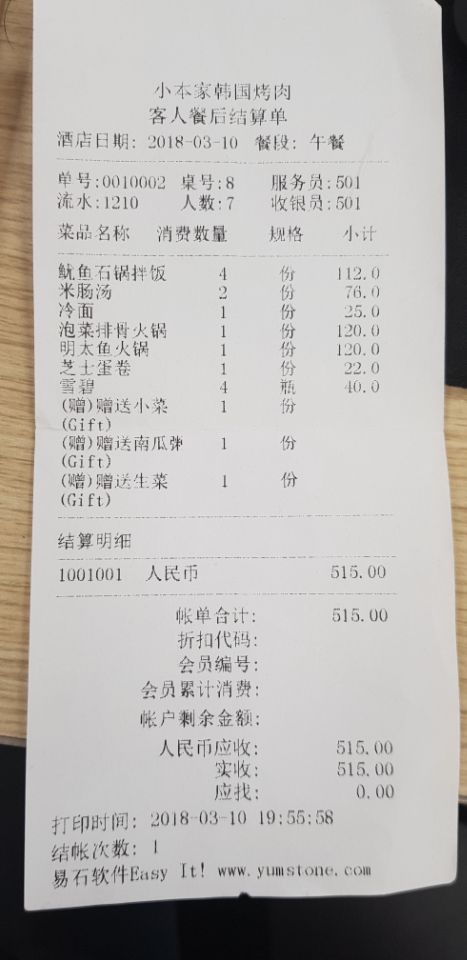 小本家韩国烤肉
客人餐后结算单
酒店日期: 2018-03-10 餐段: 午餐
单号:0010002 桌号:8 服务员:501
流水:1210 人数:7 收银员:501
菜品名称 消费数量 规格 小计
鱿鱼石锅拌饭 4 份 112.0
米肠汤 2 份 76.0
冷面 1 份 25.0
泡菜排骨火锅 1 份 120.0
明太鱼火锅 1 份 120.0
芝士蛋卷 1 份 22.0
雪碧 4 瓶 40.0
(赠)赠送小菜 1 份
(Gift)
(赠)赠送南瓜粥 1 份
(Gift)
(赠)赠送生菜 1 份
(Gift)
结算明细
1001001 人民币 515.00
帐单合计: 515.00
折扣代码:
会员编号:
会员累计消费:
帐户剩余金额:
人民币应收: 515.00
实收: 515.00
应找: 0.00
打印时间: 2018-03-10 19:55:58
结帐次数: 1
易石软件Easy It! www.yumstone.com